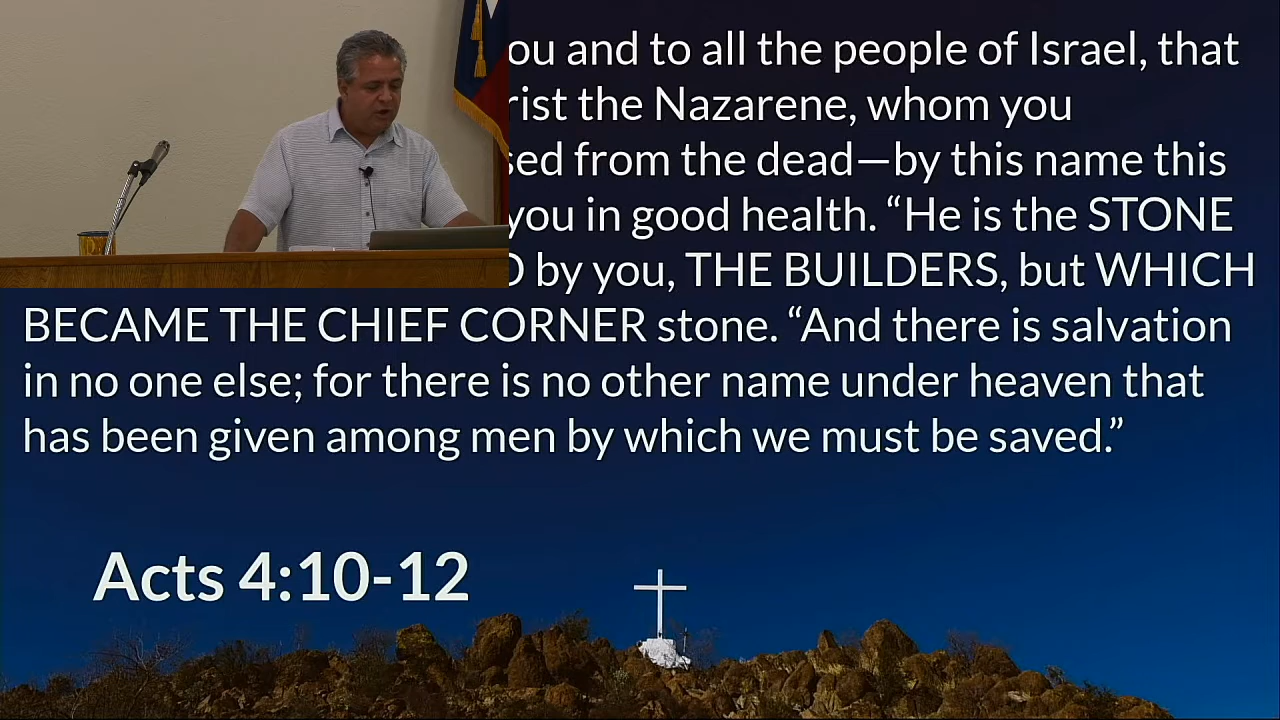 and to all the people of Israel, that
the Nazarene, whom you
from the dead—by this name this
you in good health. “He is the STONE
by you, THE BUILDERS, but WHICH
BECAME THE CHIEF CORNER stone. “And there is salvation
in no one else; for there is no other name under heaven that
has been given among men by which we must be saved.”
Acts 4:10-12